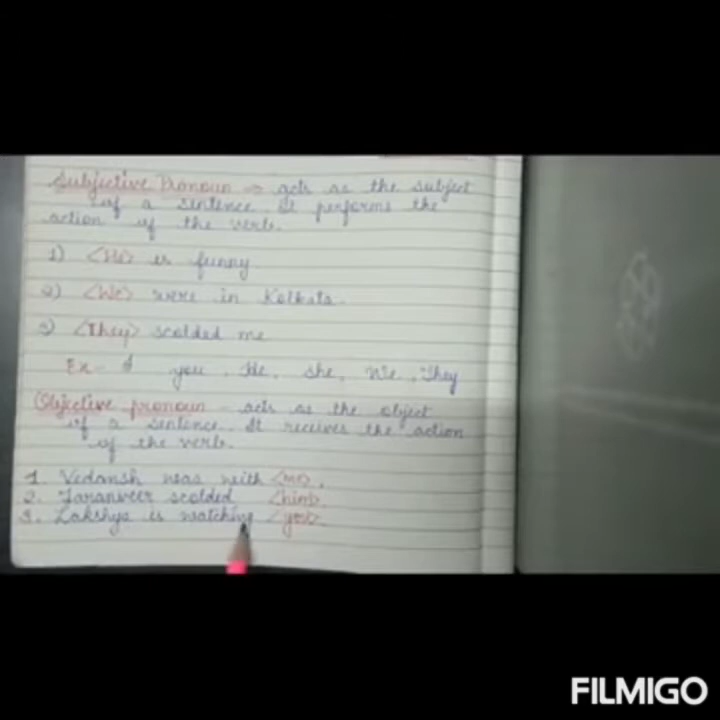 Subjective Pronoun → acts as the subject
of a sentence. It performs the
action of the verb.
1) <He> is funny
2) <We> were in Kolkata.
3) <They> scolded me
Ex - I you, He, she, We, They
Objective pronoun - acts as the object
of a sentence. It receives the action
of the verb.
1. Vedansh was with <me>.
2. Taranveer scolded <him>.
3. Lakshya is watching <you>.
FILMIGO